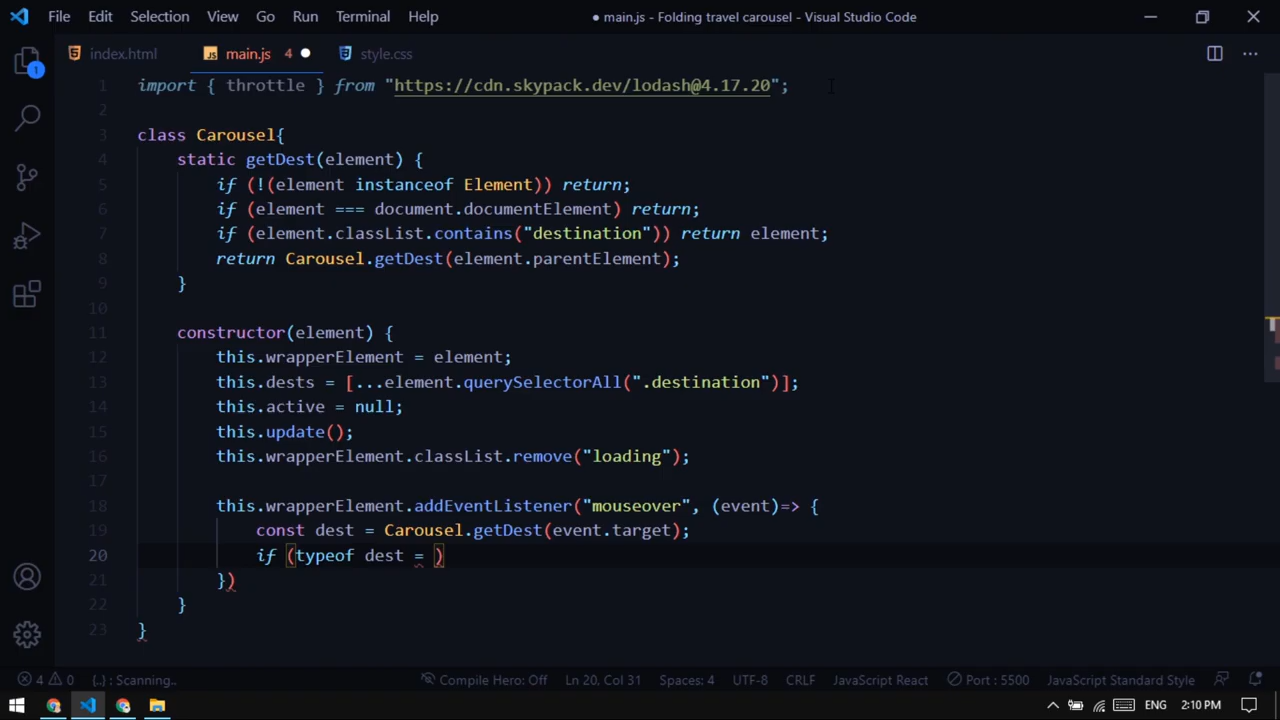 File Edit Selection View Go Run Terminal Help ● main.js - Folding travel carousel - Visual Studio Code
index.html JS main.js 4 ● style.css
1 import { throttle } from "https://cdn.skypack.dev/lodash@4.17.20";
2
3 class Carousel{
4 static getDest(element) {
5 if (!(element instanceof Element)) return;
6 if (element === document.documentElement) return;
7 if (element.classList.contains("destination")) return element;
8 return Carousel.getDest(element.parentElement);
9 }
10
11 constructor(element) {
12 this.wrapperElement = element;
13 this.dests = [...element.querySelectorAll(".destination")];
14 this.active = null;
15 this.update();
16 this.wrapperElement.classList.remove("loading");
17
18 this.wrapperElement.addEventListener("mouseover", (event)=> {
19 const dest = Carousel.getDest(event.target);
20 if (typeof dest = )
21 })
22 }
23 }
1
4 0 {..} : Scanning.. Compile Hero: Off Ln 20, Col 31 Spaces: 4 UTF-8 CRLF JavaScript React Port : 5500 JavaScript Standard Style
ENG 2:10 PM